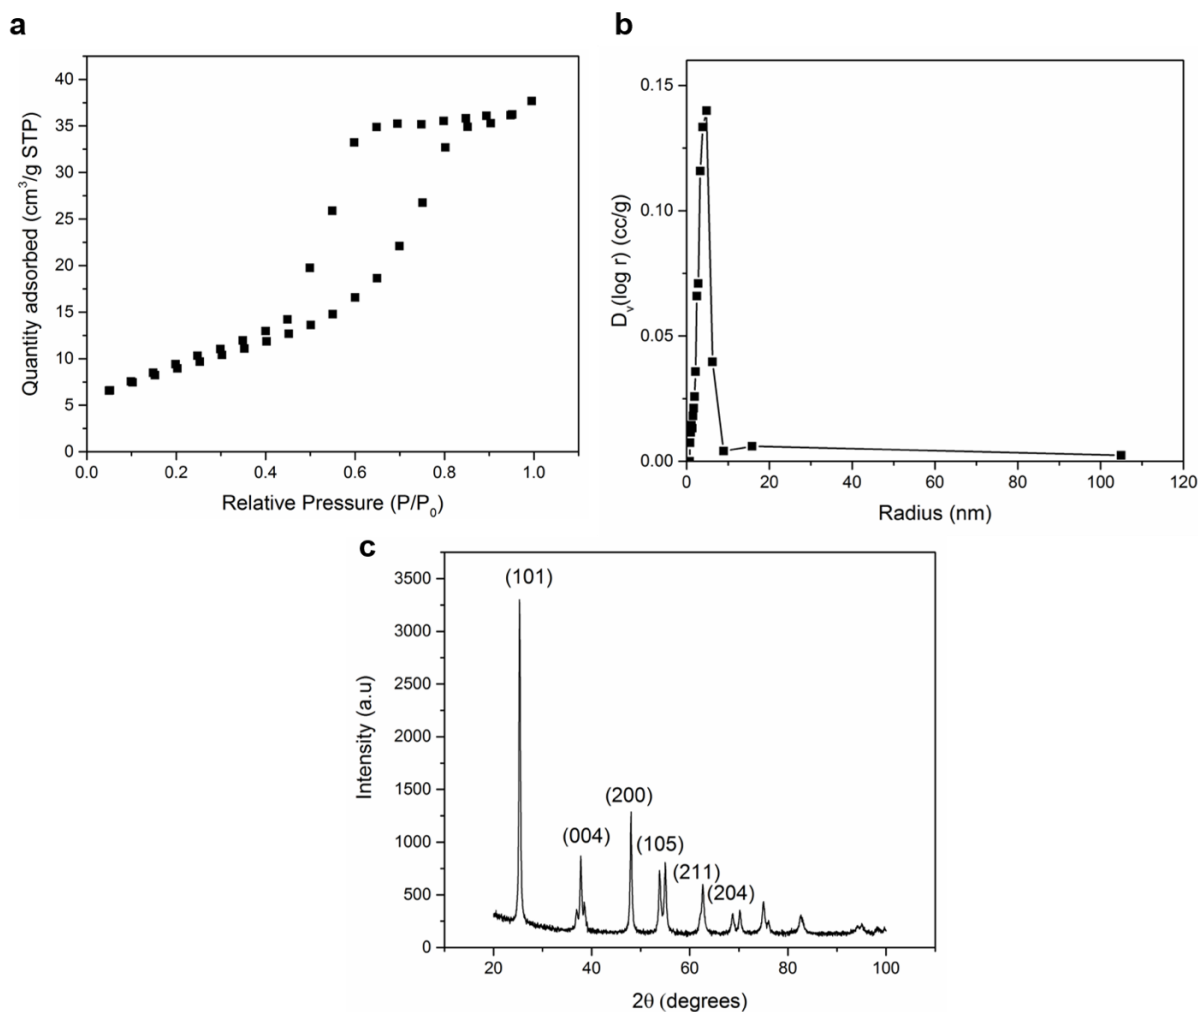 a
40
35
30
25
20
15
10
5
0
Quantity adsorbed (cm³/g STP)
0.0 0.2 0.4 0.6 0.8 1.0
Relative Pressure (P/P₀)
b
0.15
0.10
0.05
0.00
Dᵥ(log r) (cc/g)
0 20 40 60 80 100 120
Radius (nm)
c
3500
3000
2500
2000
1500
1000
500
0
Intensity (a.u)
(101)
(004)
(200)
(105)
(211)
(204)
20 40 60 80 100
2θ (degrees)